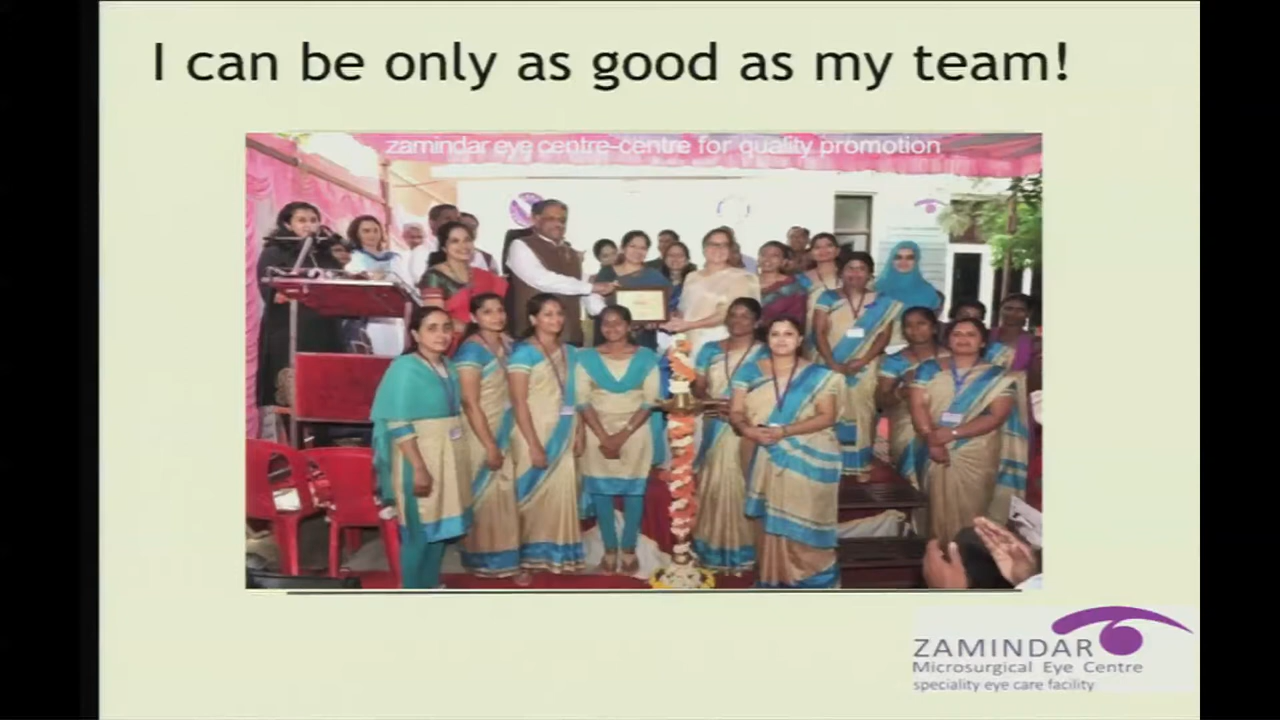 I can be only as good as my team!
zamindar eye centre-centre for quality promotion
ZAMINDAR
Microsurgical Eye Centre
speciality eye care facility